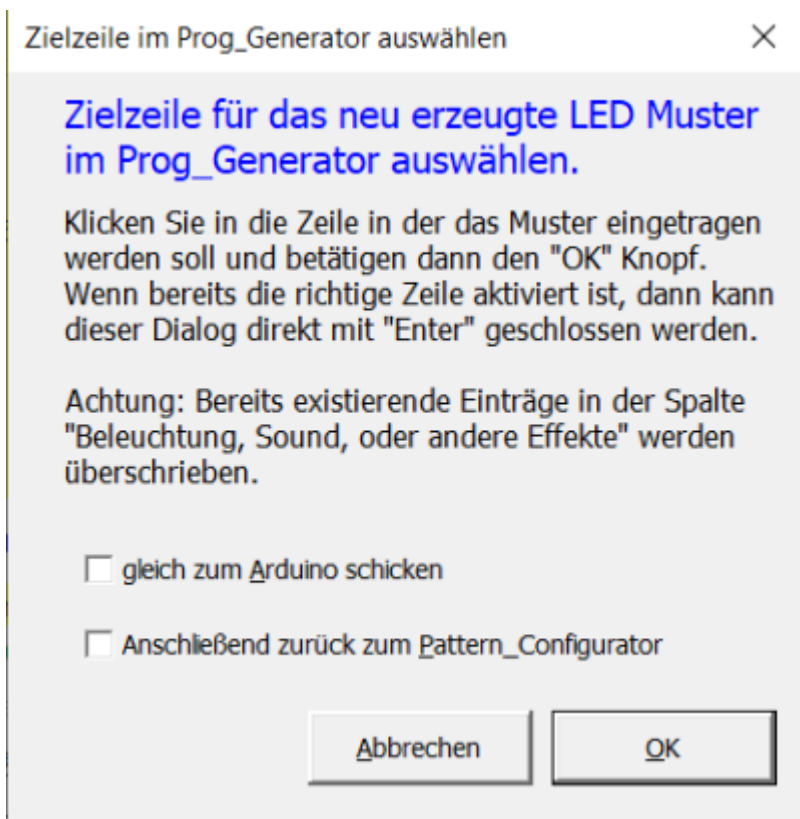 Zielzeile im Prog_Generator auswählen
Zielzeile für das neu erzeugte LED Muster
im Prog_Generator auswählen.
Klicken Sie in die Zeile in der das Muster eingetragen
werden soll und betätigen dann den "OK" Knopf.
Wenn bereits die richtige Zeile aktiviert ist, dann kann
dieser Dialog direkt mit "Enter" geschlossen werden.
Achtung: Bereits existierende Einträge in der Spalte
"Beleuchtung, Sound, oder andere Effekte" werden
überschrieben.
gleich zum Arduino schicken
Anschließend zurück zum Pattern_Configurator
Abbrechen
OK